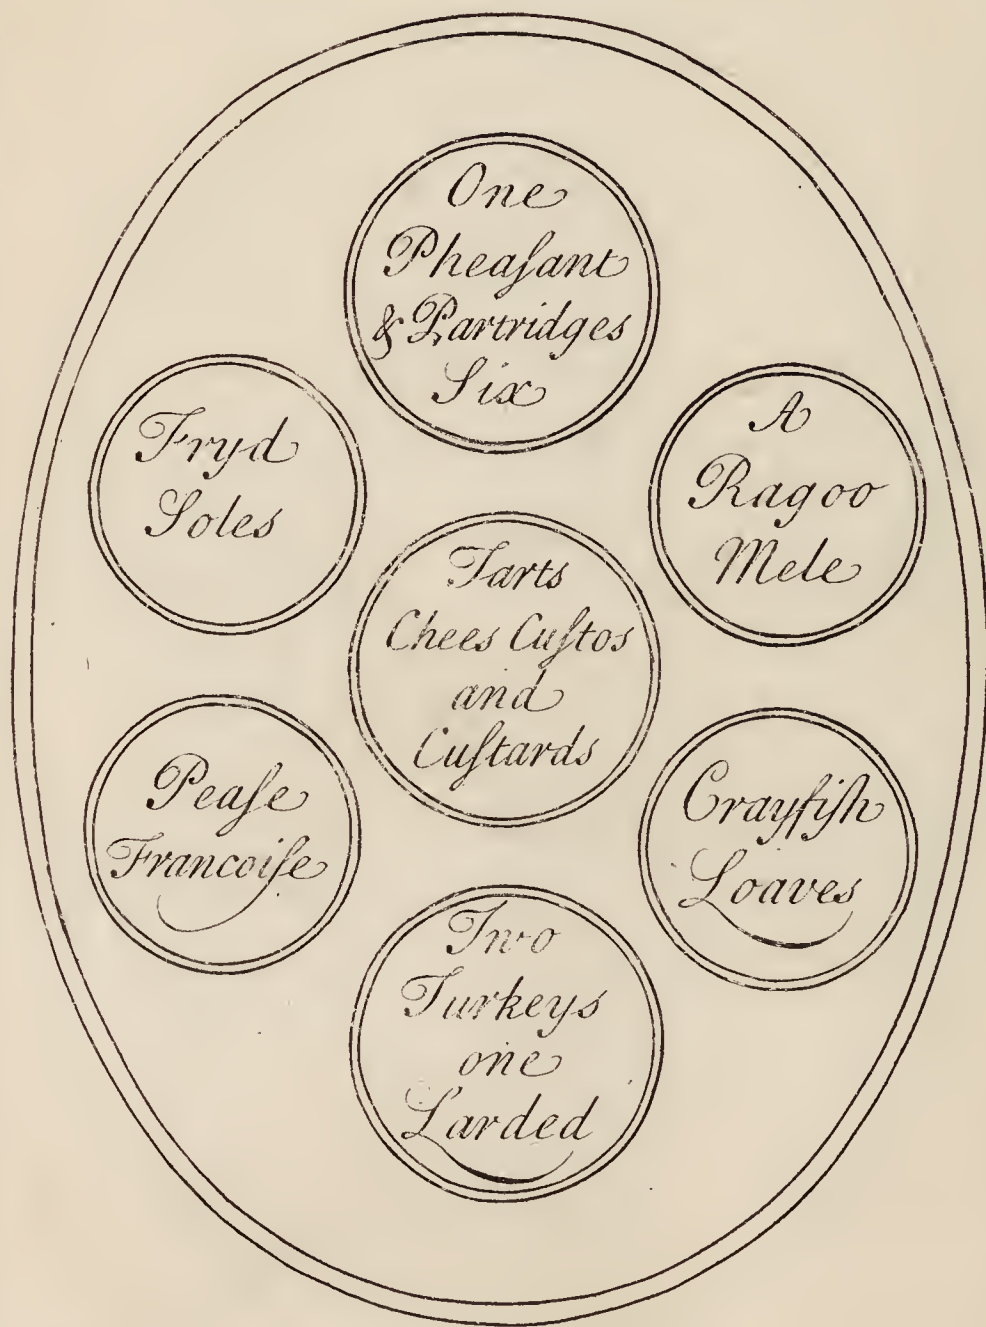 One
Pheaſant
& Partridges
Six
Fryd
Soles
A
Ragoo
Mele
Tarts
Chees Cuſtos
and
Cuſtards
Peaſe
Francoiſe
Crayfiſh
Loaves
Two
Turkeys
one
Larded